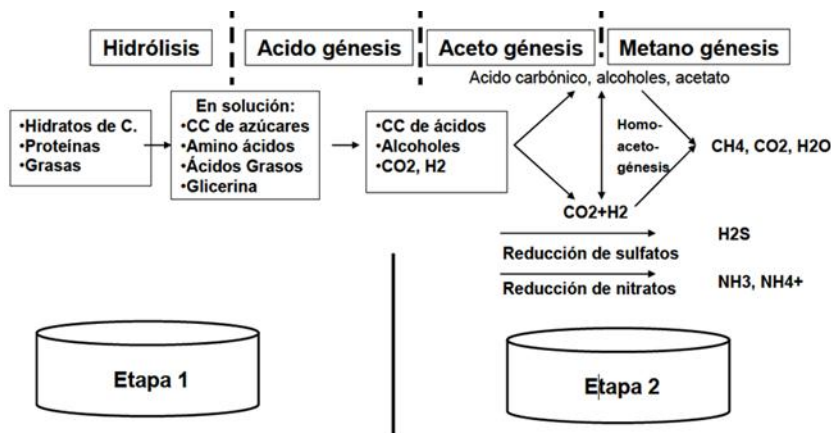 Hidrólisis
Acido génesis
Aceto génesis
Metano génesis
Acido carbónico, alcoholes, acetato
•Hidratos de C.
•Proteínas
•Grasas
En solución:
•CC de azúcares
•Amino ácidos
•Ácidos Grasos
•Glicerina
•CC de ácidos
•Alcoholes
•CO2, H2
Homo-
aceto-
génesis
CH4, CO2, H2O
CO2+H2
Reducción de sulfatos
H2S
Reducción de nitratos
NH3, NH4+
Etapa 1
Etapa 2